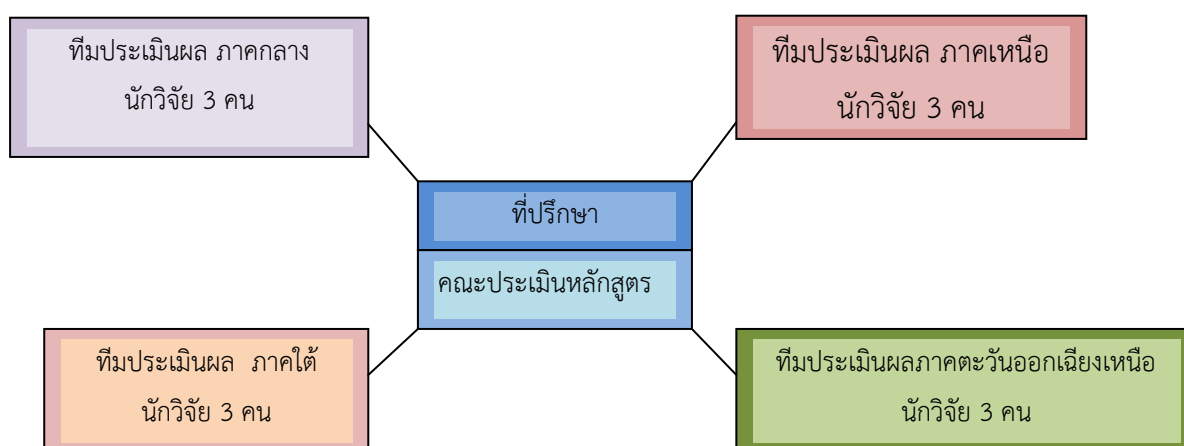 ทีมประเมินผล ภาคกลาง
นักวิจัย 3 คน
ทีมประเมินผล ภาคเหนือ
นักวิจัย 3 คน
ที่ปรึกษา
คณะประเมินหลักสูตร
ทีมประเมินผล ภาคใต้
นักวิจัย 3 คน
ทีมประเมินผลภาคตะวันออกเฉียงเหนือ
นักวิจัย 3 คน